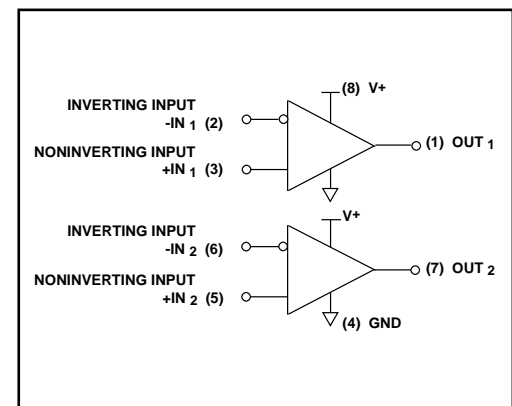 (8) V+
INVERTING INPUT
-IN 1 (2)
(1) OUT 1
NONINVERTING INPUT
+IN 1 (3)
V+
INVERTING INPUT
-IN 2 (6)
(7) OUT 2
NONINVERTING INPUT
+IN 2 (5)
(4) GND